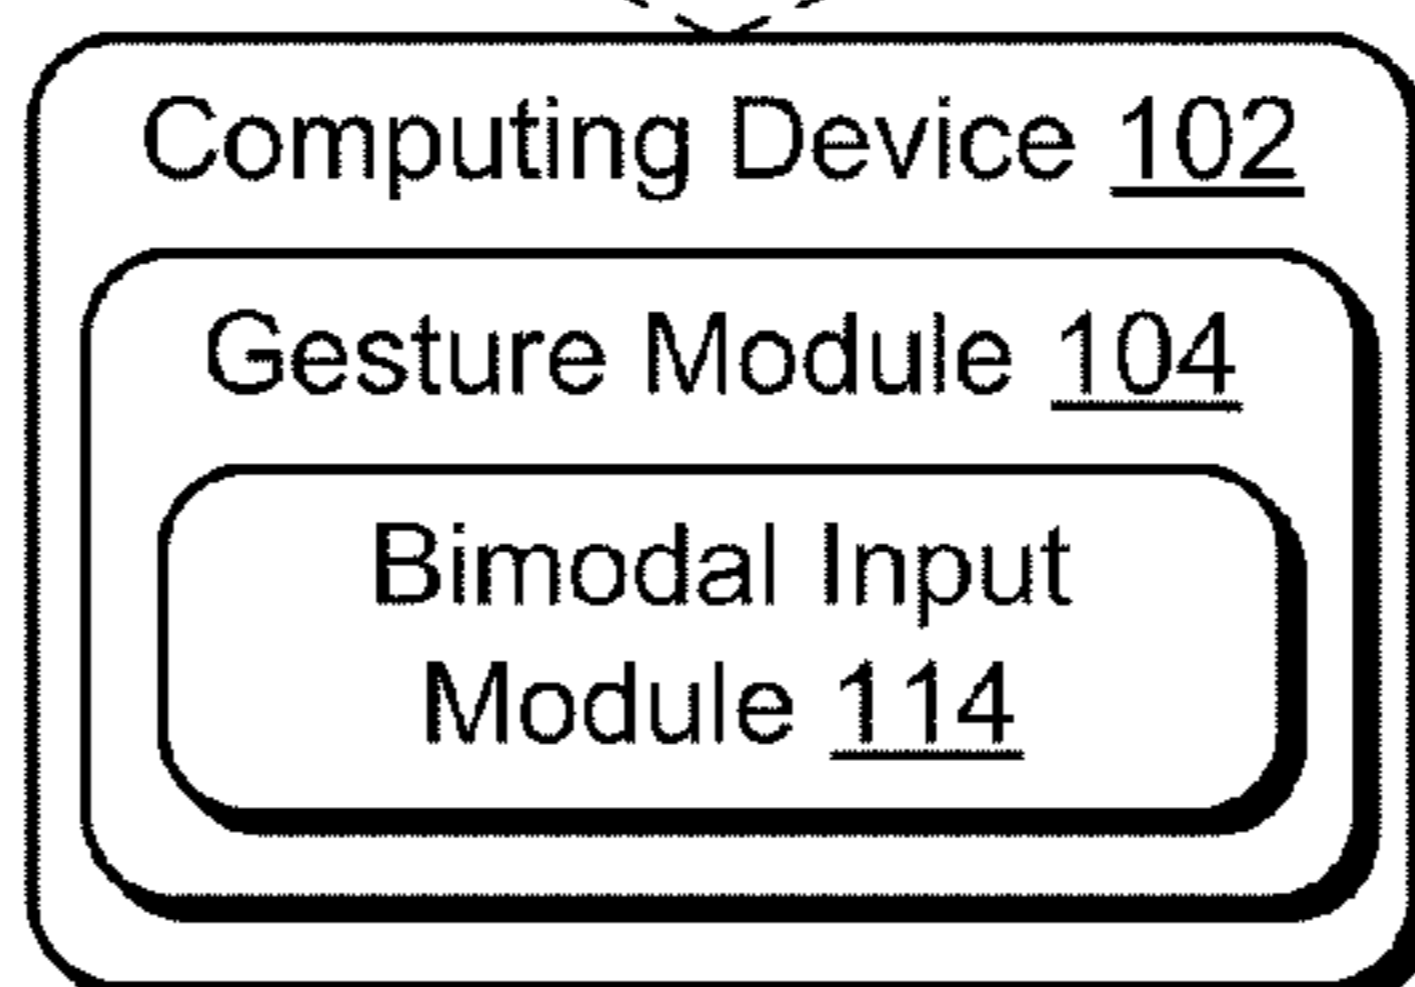 Computing Device 102
Gesture Module 104
Bimodal Input
Module 114